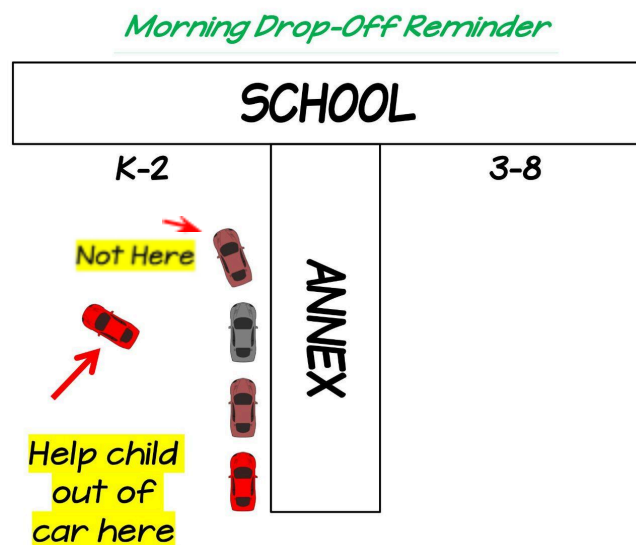 Morning Drop-Off Reminder
SCHOOL
K-2
3-8
Not Here
ANNEX
Help child
out of
car here